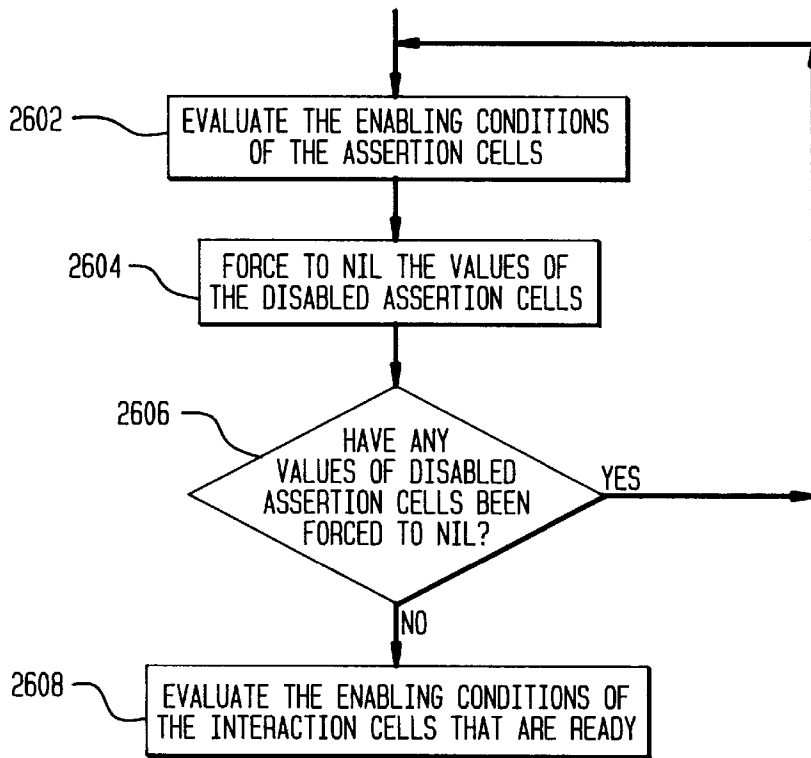 2602
EVALUATE THE ENABLING CONDITIONS
OF THE ASSERTION CELLS
2604
FORCE TO NIL THE VALUES OF
THE DISABLED ASSERTION CELLS
2606
HAVE ANY
VALUES OF DISABLED
ASSERTION CELLS BEEN
FORCED TO NIL?
YES
NO
2608
EVALUATE THE ENABLING CONDITIONS OF
THE INTERACTION CELLS THAT ARE READY